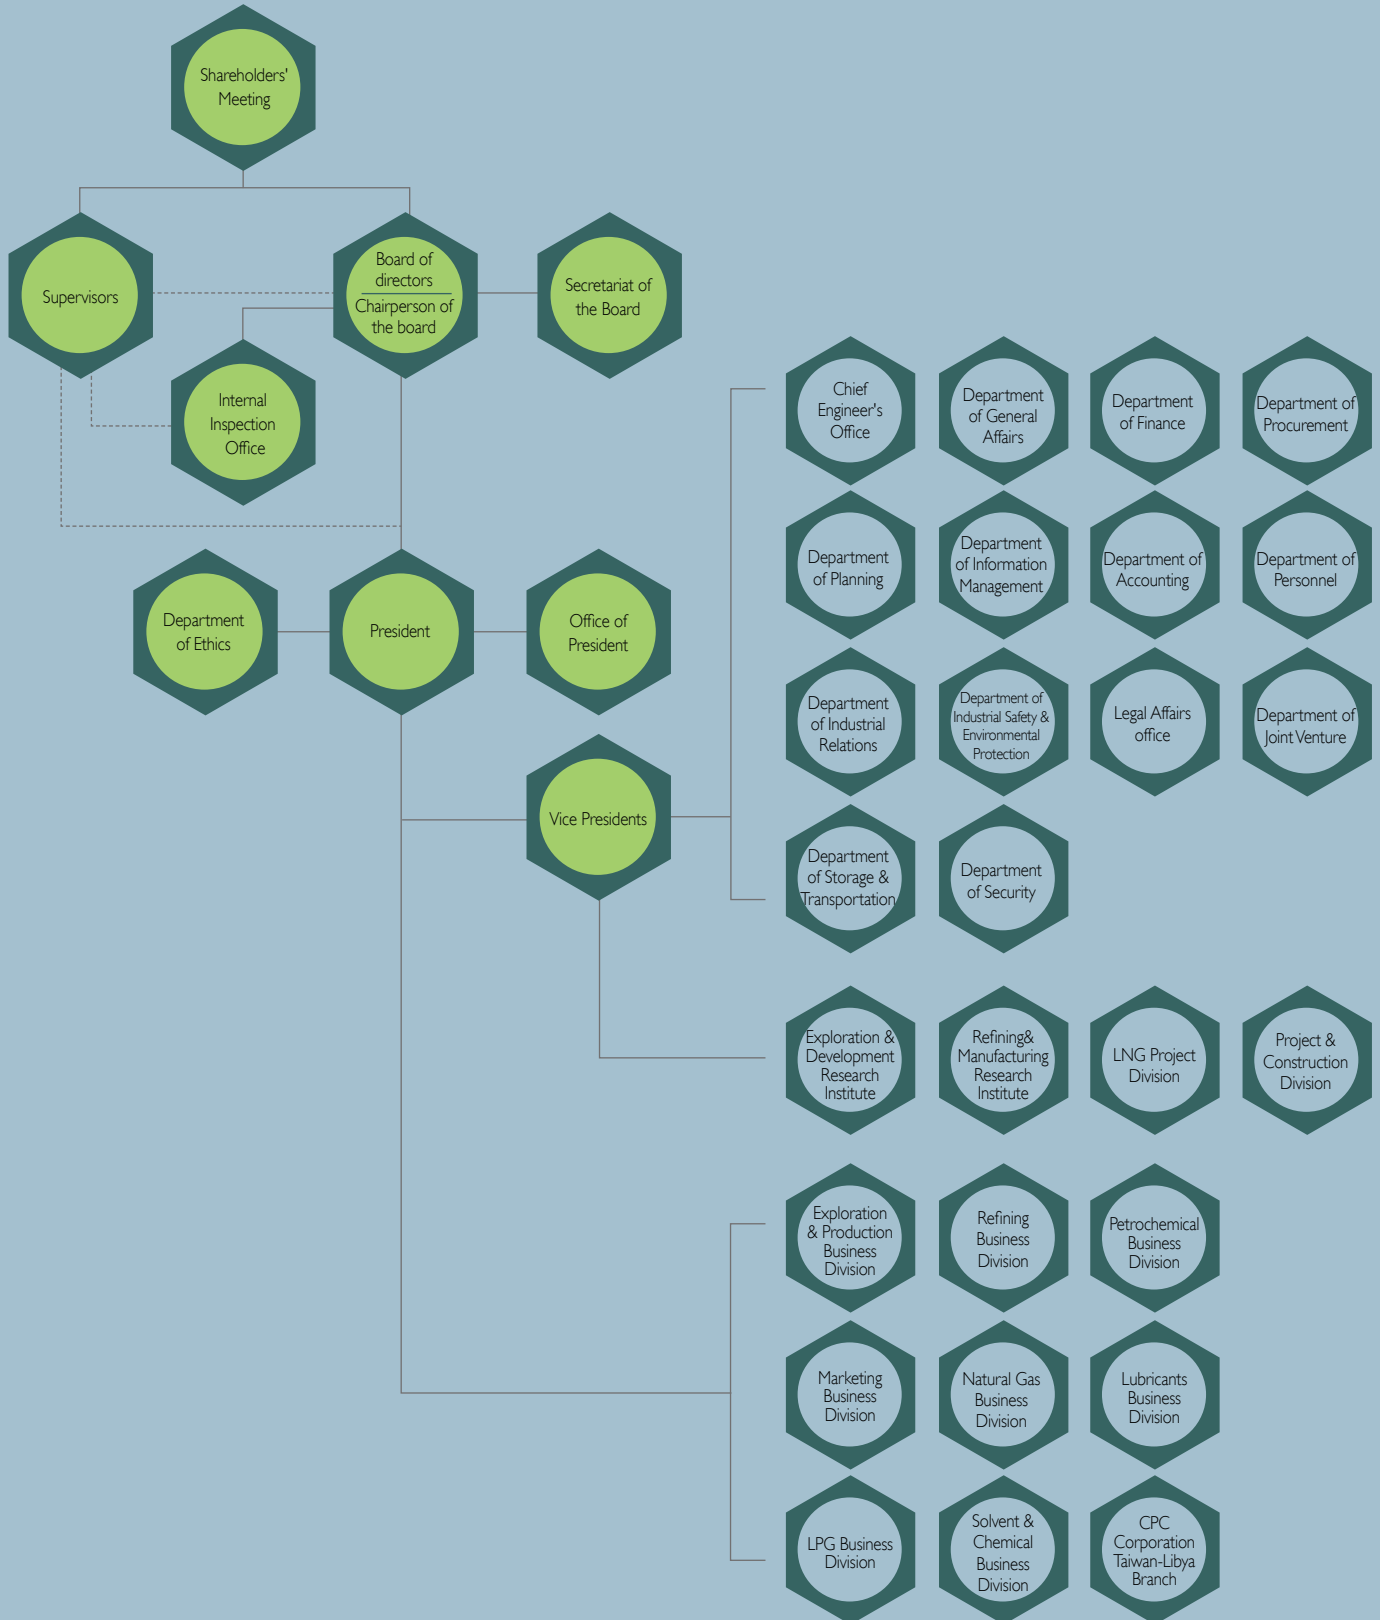 Shareholders'
Meeting
Supervisors
Board of
directors
Chairperson of
the board
Secretariat of
the Board
Internal
Inspection
Office
Department
of Ethics
President
Office of
President
Vice Presidents
Chief
Engineer's
Office
Department
of General
Affairs
Department
of Finance
Department of
Procurement
Department
of Planning
Department
of Information
Management
Department of
Accounting
Department of
Personnel
Department
of Industrial
Relations
Department of
Industrial Safety &
Environmental
Protection
Legal Affairs
office
Department of
Joint Venture
Department
of Storage &
Transportation
Department
of Security
Exploration &
Development
Research
Institute
Refining&
Manufacturing
Research
Institute
LNG Project
Division
Project &
Construction
Division
Exploration
& Production
Business
Division
Refining
Business
Division
Petrochemical
Business
Division
Marketing
Business
Division
Natural Gas
Business
Division
Lubricants
Business
Division
LPG Business
Division
Solvent &
Chemical
Business
Division
CPC
Corporation
Taiwan-Libya
Branch